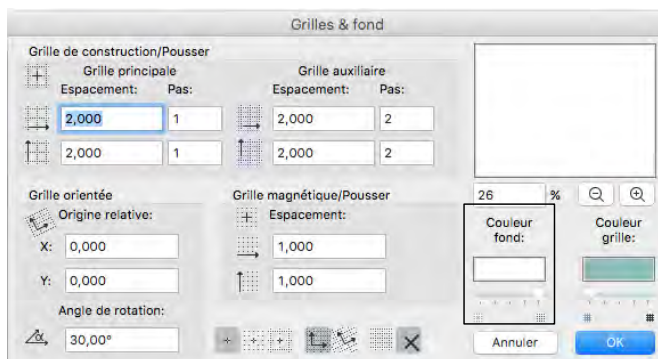 Grilles & fond
Grille de construction/Pousser
Grille principale
Espacement: Pas:
2,000 1
2,000 1
Grille auxiliaire
Espacement: Pas:
2,000 2
2,000 2
Grille orientée
Origine relative:
X: 0,000
Y: 0,000
Angle de rotation:
α 30,00°
Grille magnétique/Pousser
Espacement:
1,000
1,000
26 %
Couleur
fond:
Couleur
grille:
Annuler OK